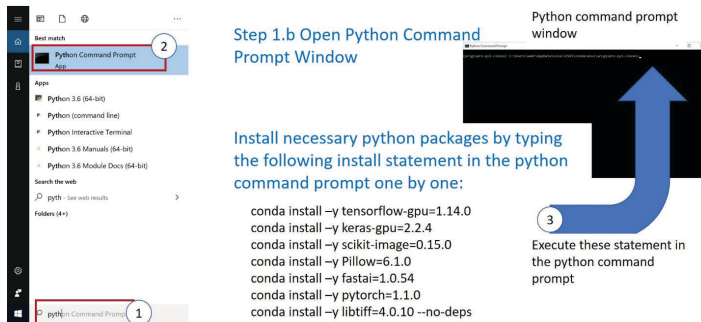 Best match
Python Command Prompt
App
2
Apps
Python 3.6 (64-bit)
Python (command line)
Python Interactive Terminal
Python 3.6 Manuals (64-bit)
Python 3.6 Module Docs (64-bit)
Search the web
pyth - See web results
Folders (4+)
python Command Promp
1
Step 1.b Open Python Command
Prompt Window
Install necessary python packages by typing
the following install statement in the python
command prompt one by one:
conda install –y tensorflow-gpu=1.14.0
conda install –y keras-gpu=2.2.4
conda install –y scikit-image=0.15.0
conda install –y Pillow=6.1.0
conda install –y fastai=1.0.54
conda install –y pytorch=1.1.0
conda install –y libtiff=4.0.10 --no-deps
Python command prompt
window
Python Command Prompt
3
Execute these statement in
the python command
prompt